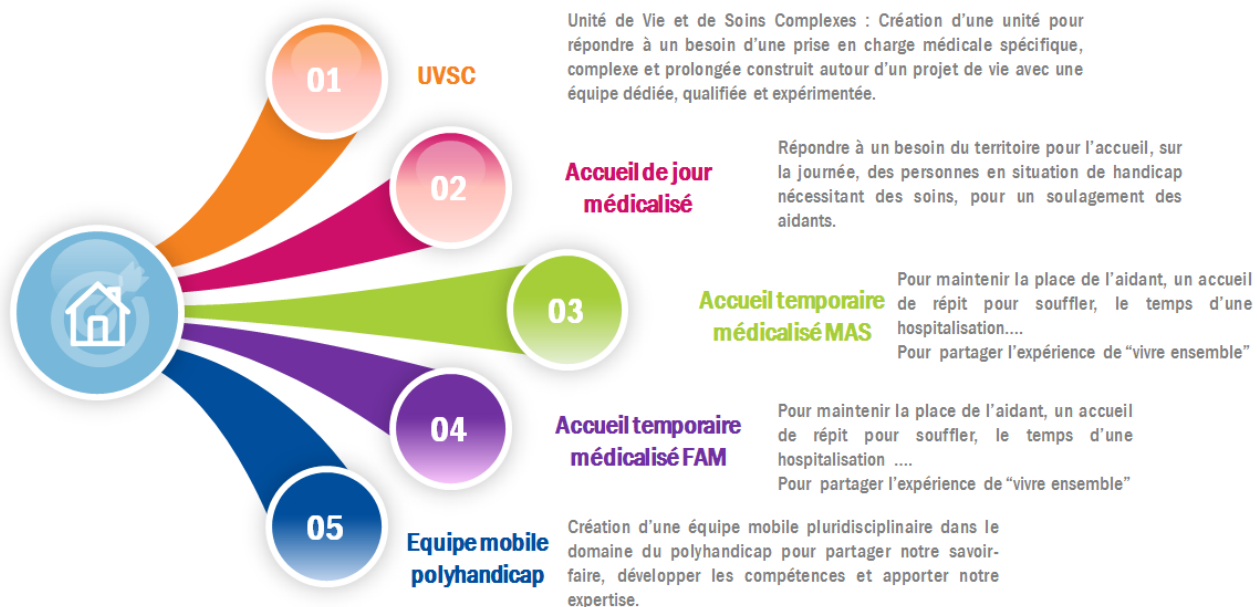 01
UVSC
Unité de Vie et de Soins Complexes : Création d'une unité pour
répondre à un besoin d'une prise en charge médicale spécifique,
complexe et prolongée construit autour d'un projet de vie avec une
équipe dédiée, qualifiée et expérimentée.
02
Accueil de jour
médicalisé
Répondre à un besoin du territoire pour l'accueil, sur
la journée, des personnes en situation de handicap
nécessitant des soins, pour un soulagement des
aidants.
03
Accueil temporaire
médicalisé MAS
Pour maintenir la place de l'aidant, un accueil
de répit pour souffler, le temps d'une
hospitalisation....
Pour partager l'expérience de “vivre ensemble”
04
Accueil temporaire
médicalisé FAM
Pour maintenir la place de l'aidant, un accueil
de répit pour souffler, le temps d'une
hospitalisation ....
Pour partager l'expérience de “vivre ensemble”
05
Equipe mobile
polyhandicap
Création d'une équipe mobile pluridisciplinaire dans le
domaine du polyhandicap pour partager notre savoir-
faire, développer les compétences et apporter notre
expertise.